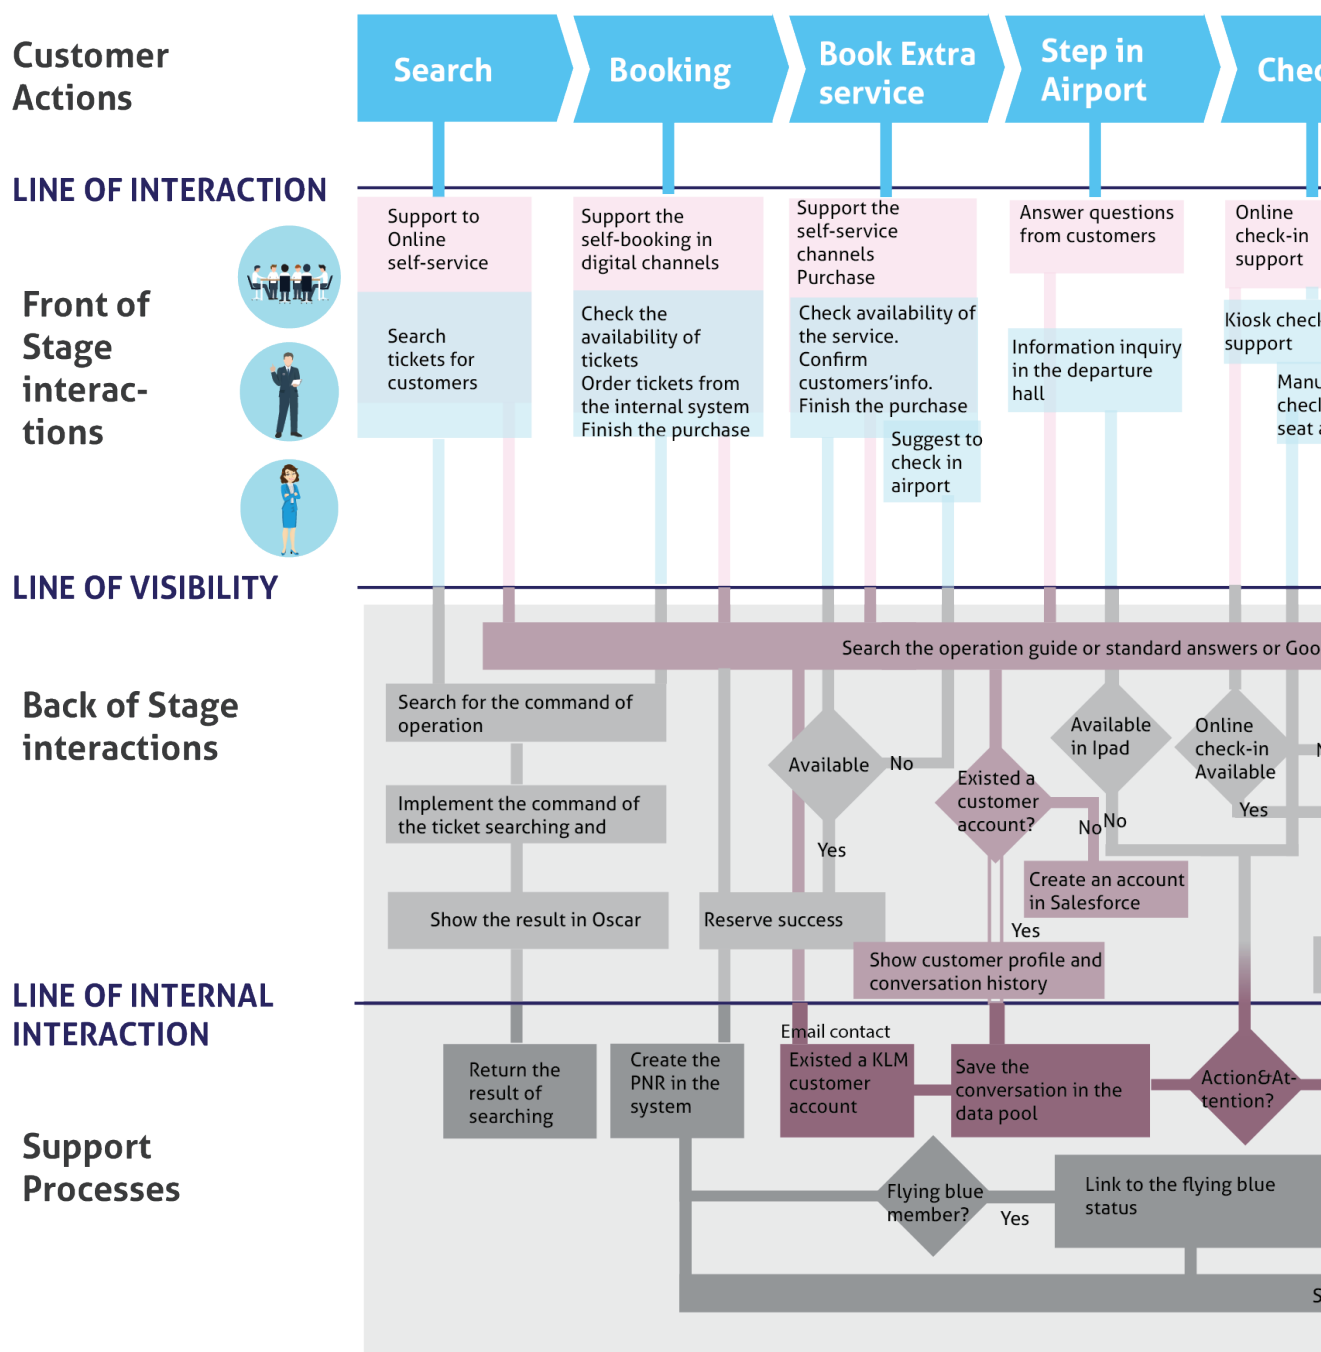 Customer
Actions
Search
Booking
Book Extra
service
Step in
Airport
LINE OF INTERACTION
Support to
Online
self-service
Support the
self-booking in
digital channels
Support the
self-service
channels
Purchase
Answer questions
from customers
Online
check-in
support
Front of
Stage
interac-
tions
Search
tickets for
customers
Check the
availability of
tickets
Order tickets from
the internal system
Finish the purchase
Check availability of
the service.
Confirm
customers'info.
Finish the purchase
Suggest to
check in
airport
Information inquiry
in the departure
hall
Kiosk check
support
Manu
check
seat a
LINE OF VISIBILITY
Search the operation guide or standard answers or Goo
Back of Stage
interactions
Search for the command of
operation
Implement the command of
the ticket searching and
Show the result in Oscar
Available
No
Yes
Reserve success
Existed a
customer
account?
No
Create an account
in Salesforce
Yes
Show customer profile and
conversation history
Available
in Ipad
No
Online
check-in
Available
Yes
LINE OF INTERNAL
INTERACTION
Support
Processes
Return the
result of
searching
Create the
PNR in the
system
Email contact
Existed a KLM
customer
account
Save the
conversation in the
data pool
Action&At-
tention?
Flying blue
member?
Yes
Link to the flying blue
status